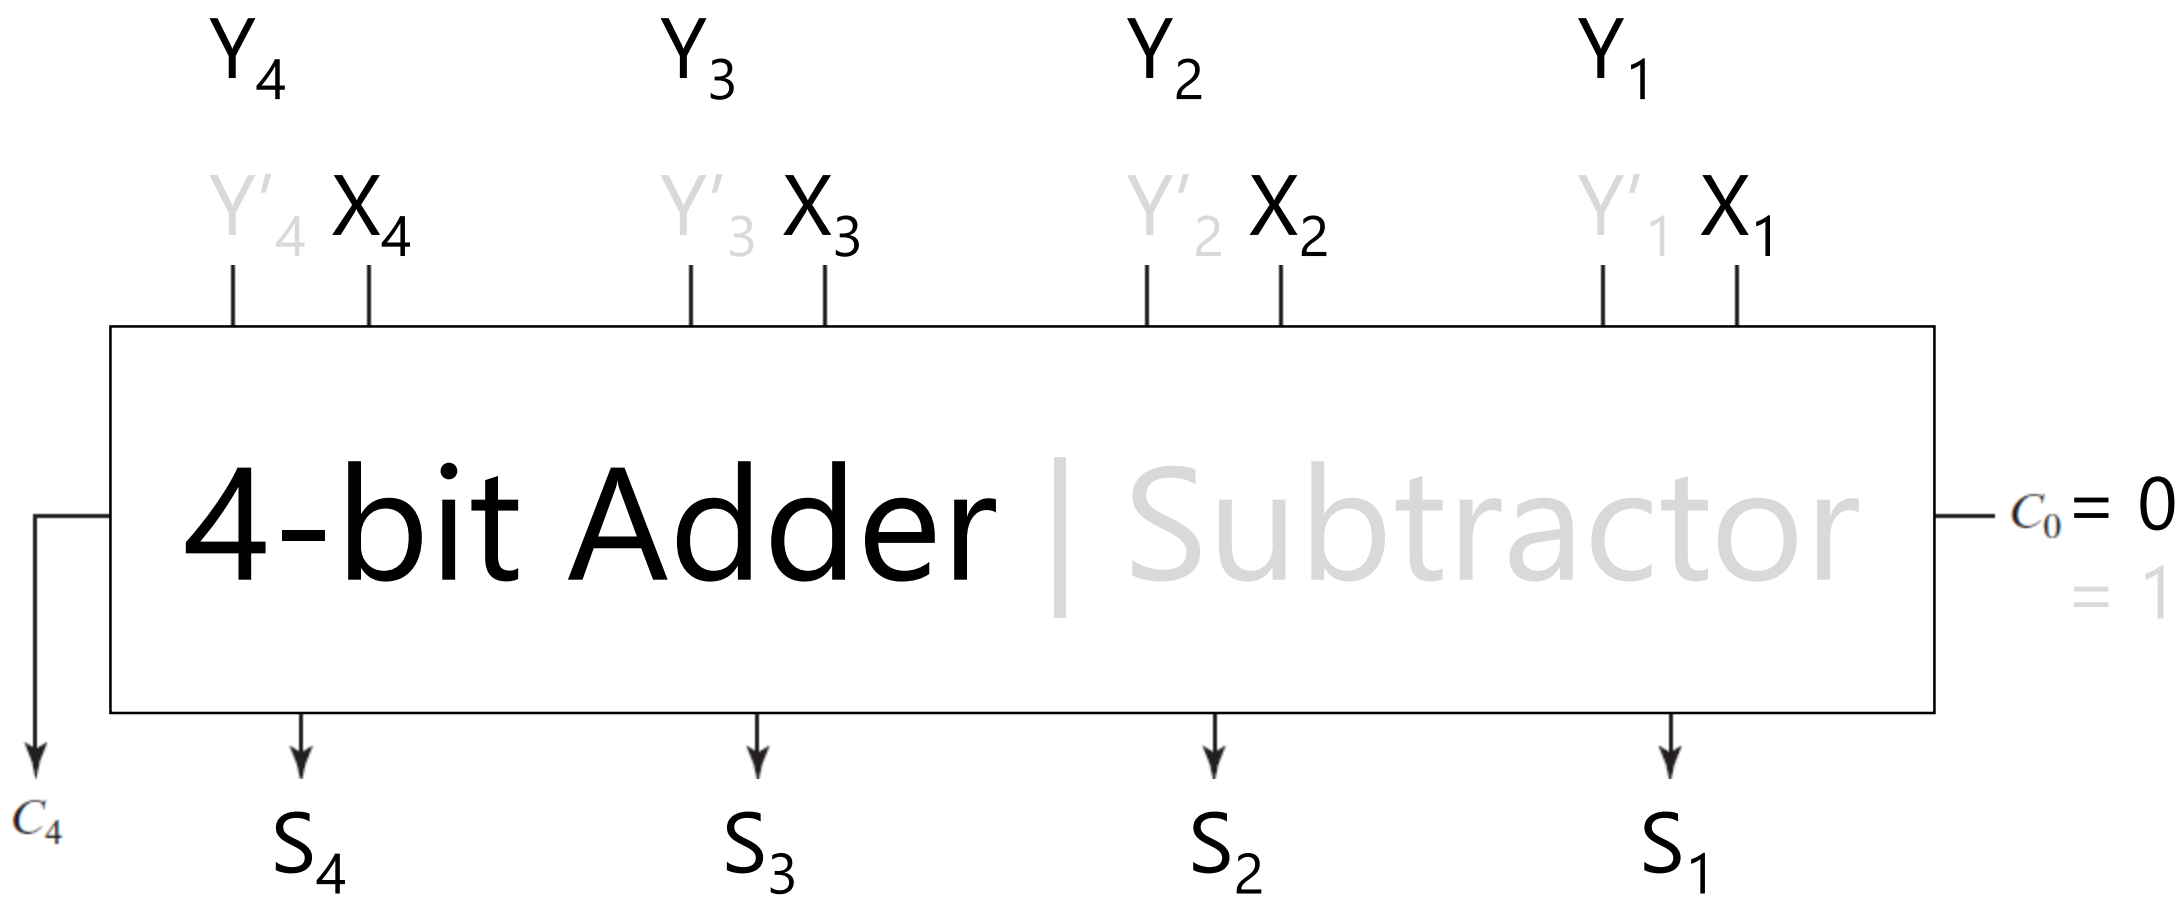 Y₄ Y₃ Y₂ Y₁
Y′₄ X₄ Y′₃ X₃ Y′₂ X₂ Y′₁ X₁
4-bit Adder | Subtractor
C₀ = 0
= 1
C₄
S₄ S₃ S₂ S₁